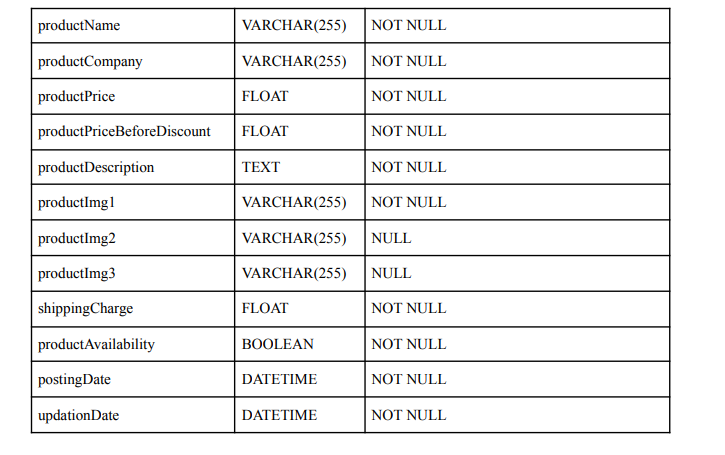 productName VARCHAR(255) NOT NULL
productCompany VARCHAR(255) NOT NULL
productPrice FLOAT NOT NULL
productPriceBeforeDiscount FLOAT NOT NULL
productDescription TEXT NOT NULL
productImg1 VARCHAR(255) NOT NULL
productImg2 VARCHAR(255) NULL
productImg3 VARCHAR(255) NULL
shippingCharge FLOAT NOT NULL
productAvailability BOOLEAN NOT NULL
postingDate DATETIME NOT NULL
updationDate DATETIME NOT NULL